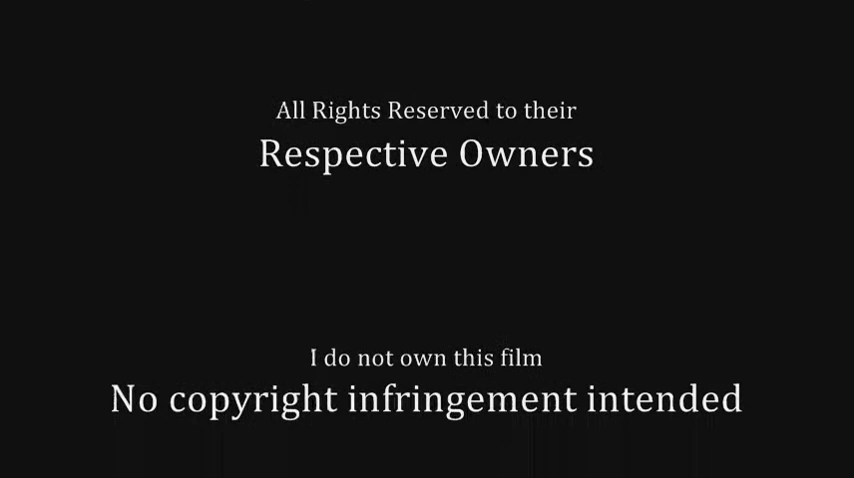 All Rights Reserved to their
Respective Owners
I do not own this film
No copyright infringement intended